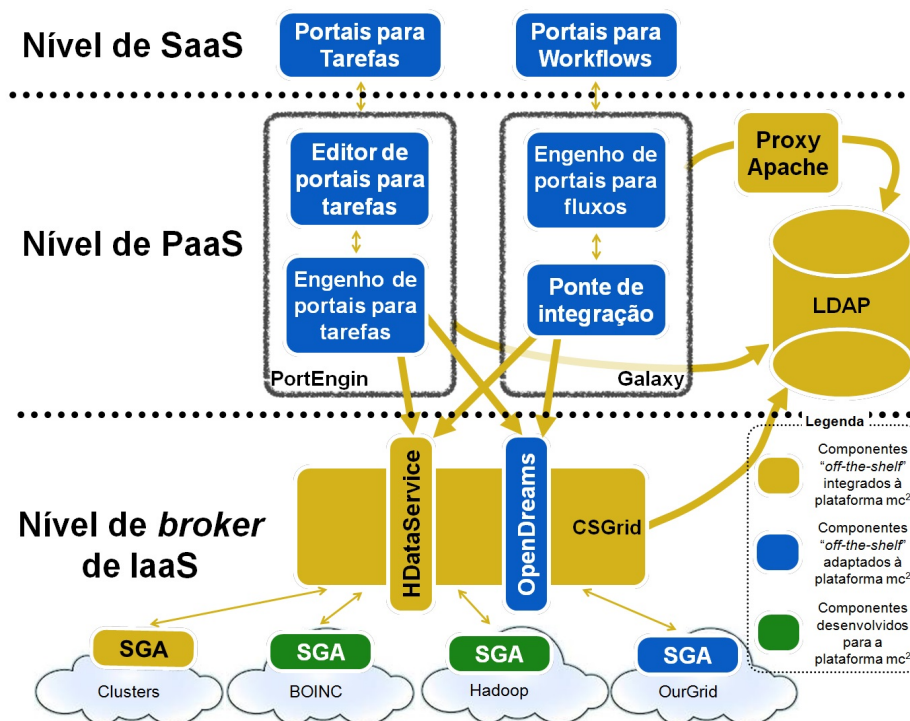 Nível de SaaS
Portais para
Tarefas
Portais para
Workflows
Nível de PaaS
Editor de
portais para
tarefas
Engenho de
portais para
tarefas
PortEngin
Engenho de
portais para
fluxos
Ponte de
integração
Galaxy
Proxy
Apache
LDAP
Nível de broker
de IaaS
HDataService
OpenDreams
CSGrid
SGA
Clusters
SGA
BOINC
SGA
Hadoop
SGA
OurGrid
Legenda
Componentes
“off-the-shelf”
integrados à
plataforma mc²
Componentes
“off-the-shelf”
adaptados à
plataforma mc²
Componentes
desenvolvidos
para a
plataforma mc²